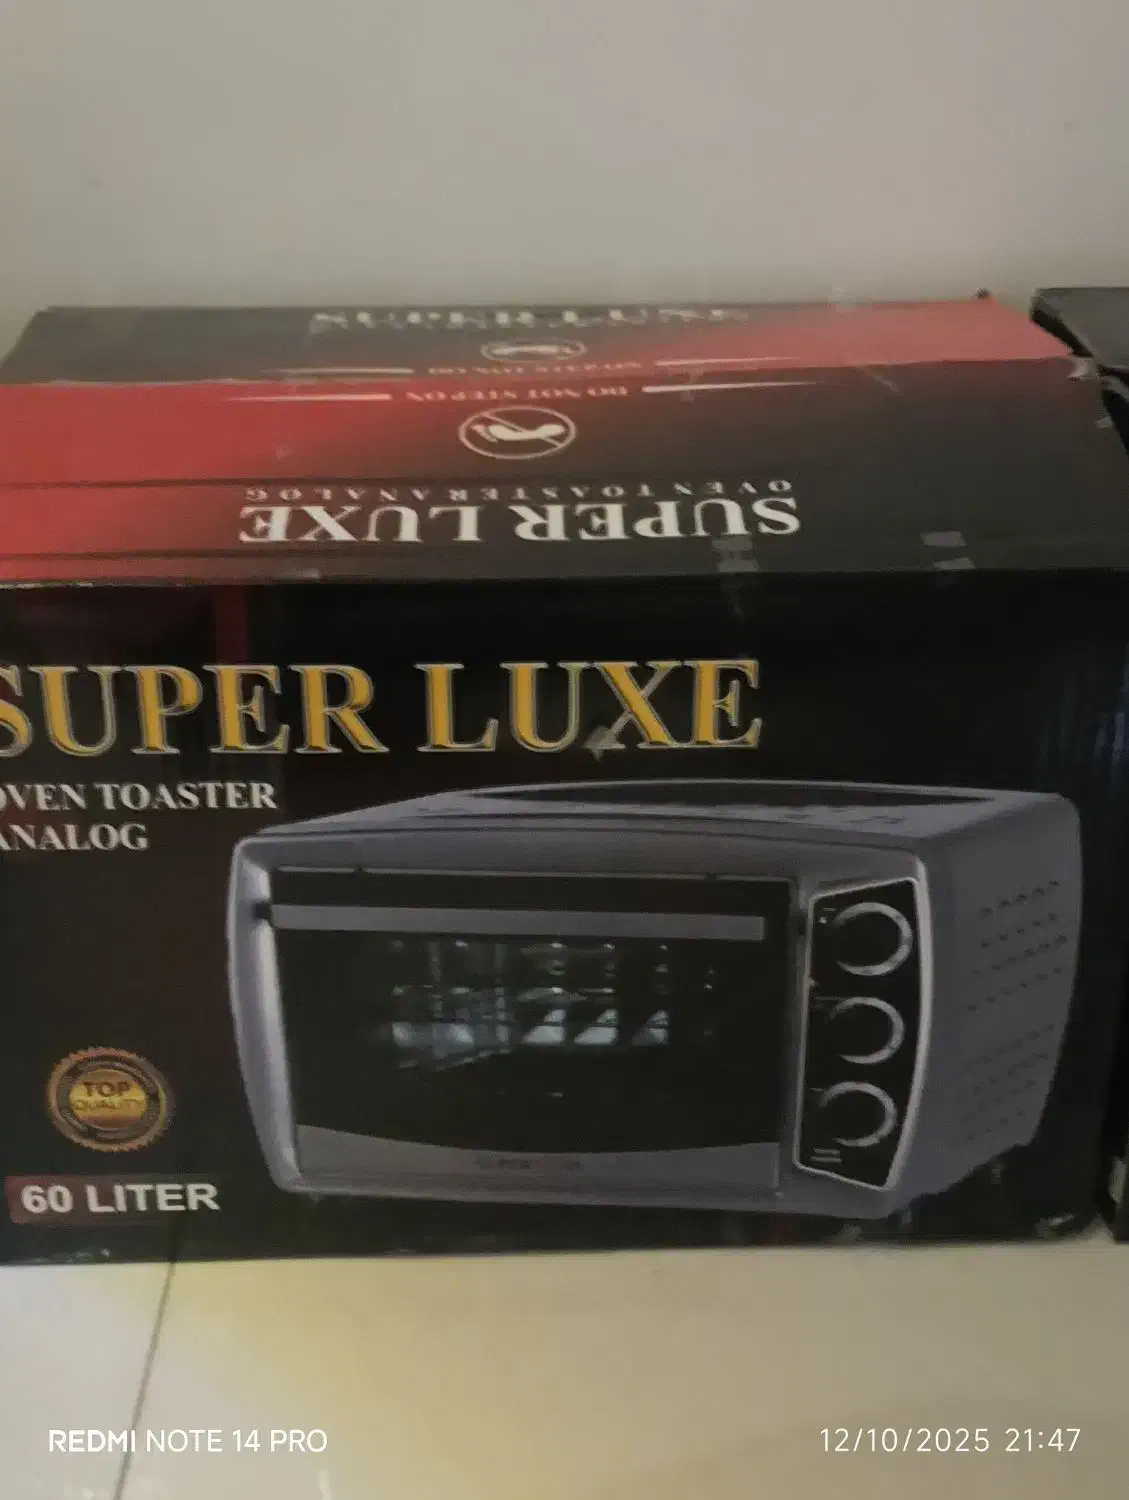 DO NOT STEP ON
OVEN TOASTER ANALOG
SUPER LUXE
SUPER LUXE
OVEN TOASTER
ANALOG
TOP
QUALITY
60 LITER
REDMI NOTE 14 PRO
12/10/2025 21:47